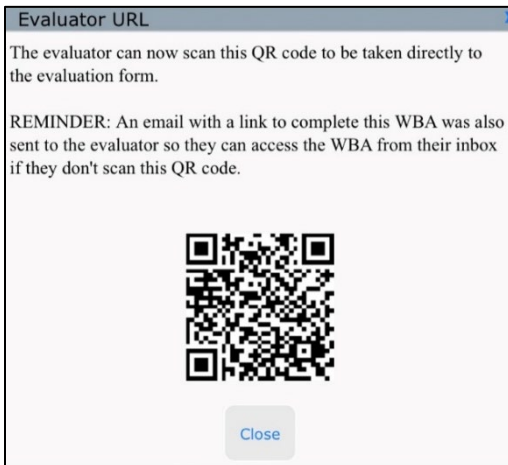 Evaluator URL
The evaluator can now scan this QR code to be taken directly to
the evaluation form.
REMINDER: An email with a link to complete this WBA was also
sent to the evaluator so they can access the WBA from their inbox
if they don't scan this QR code.
Close